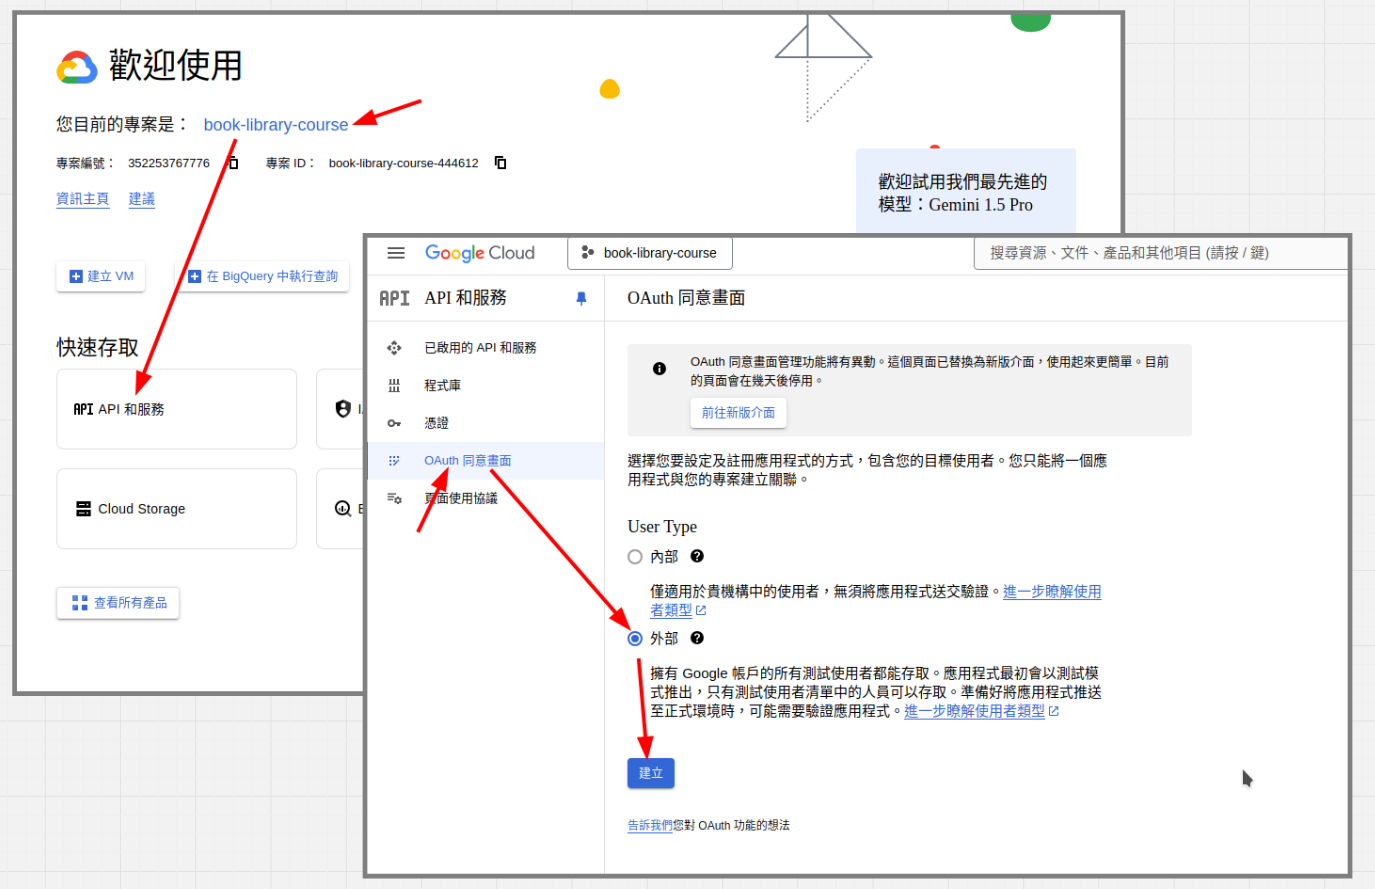 歡迎使用
您目前的專案是： book-library-course
專案編號： 352253767776 專案 ID： book-library-course-444612
資訊主頁 建議
歡迎試用我們最先進的
模型：Gemini 1.5 Pro
建立 VM 在 BigQuery 中執行查詢
快速存取
API API 和服務
Cloud Storage
查看所有產品
Google Cloud book-library-course 搜尋資源、文件、產品和其他項目 (請按 / 鍵)
API API 和服務
已啟用的 API 和服務
程式庫
憑證
OAuth 同意畫面
頁面使用協議
OAuth 同意畫面
OAuth 同意畫面管理功能將有異動。這個頁面已替換為新版介面，使用起來更簡單。目前
的頁面會在幾天後停用。
前往新版介面
選擇您要設定及註冊應用程式的方式，包含您的目標使用者。您只能將一個應
用程式與您的專案建立關聯。
User Type
內部
僅適用於貴機構中的使用者，無須將應用程式送交驗證。進一步瞭解使用
者類型
外部
擁有 Google 帳戶的所有測試使用者都能存取。應用程式最初會以測試模
式推出，只有測試使用者清單中的人員可以存取。準備好將應用程式推送
至正式環境時，可能需要驗證應用程式。進一步瞭解使用者類型
建立
告訴我們您對 OAuth 功能的想法